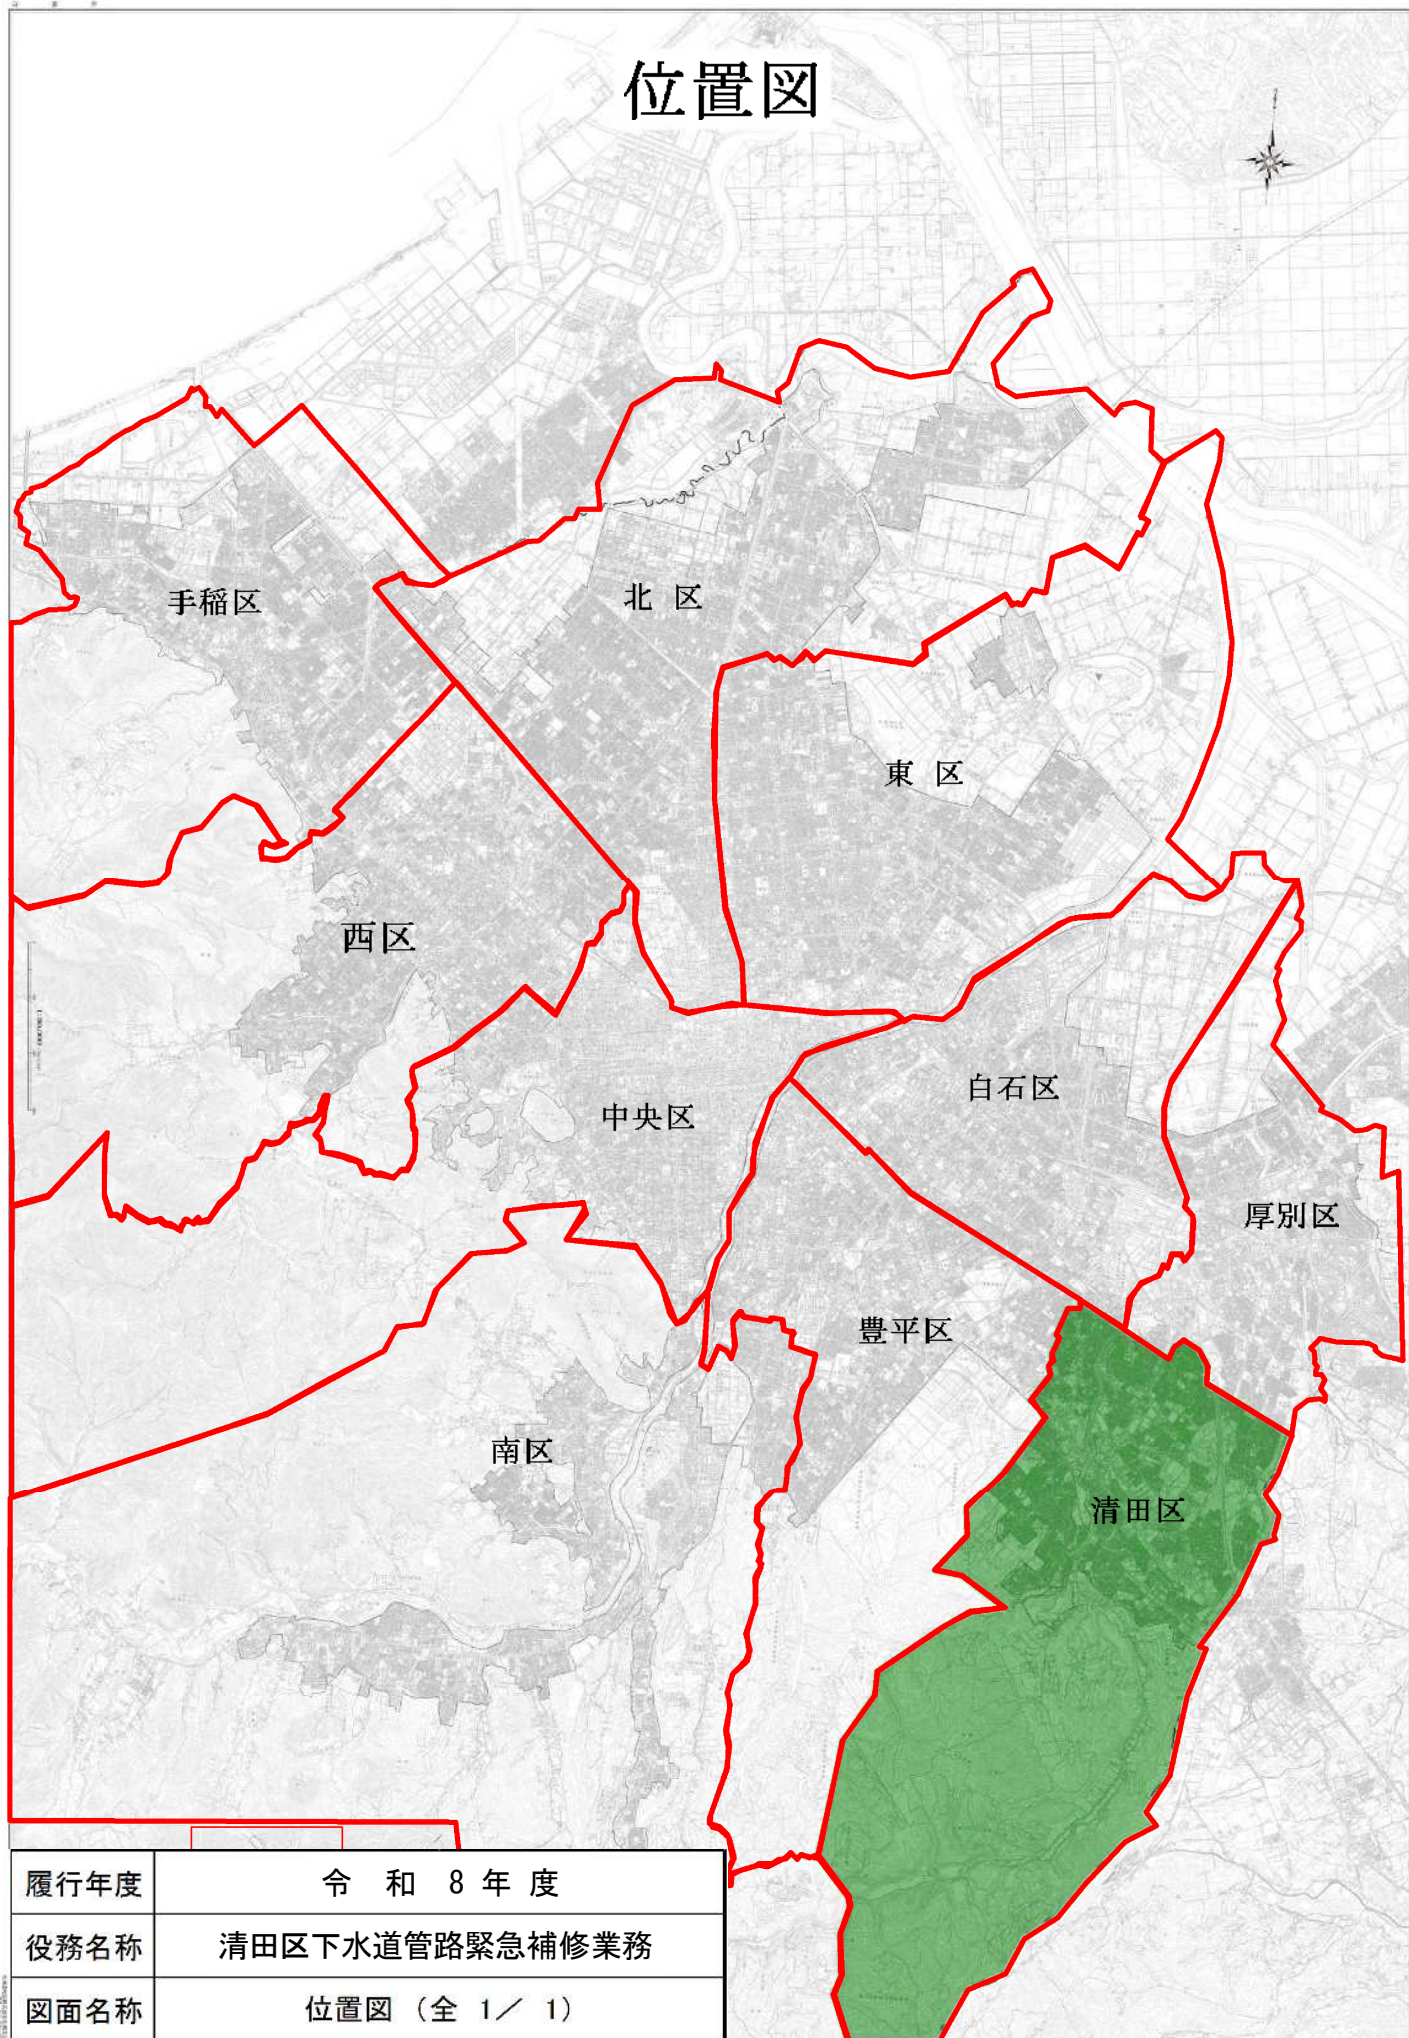 位置図
手稲区
北 区
東 区
西区
中央区
白石区
厚別区
豊平区
南区
清田区
履行年度 令 和 8 年 度
役務名称 清田区下水道管路緊急補修業務
図面名称 位置図 (全 1／ 1)